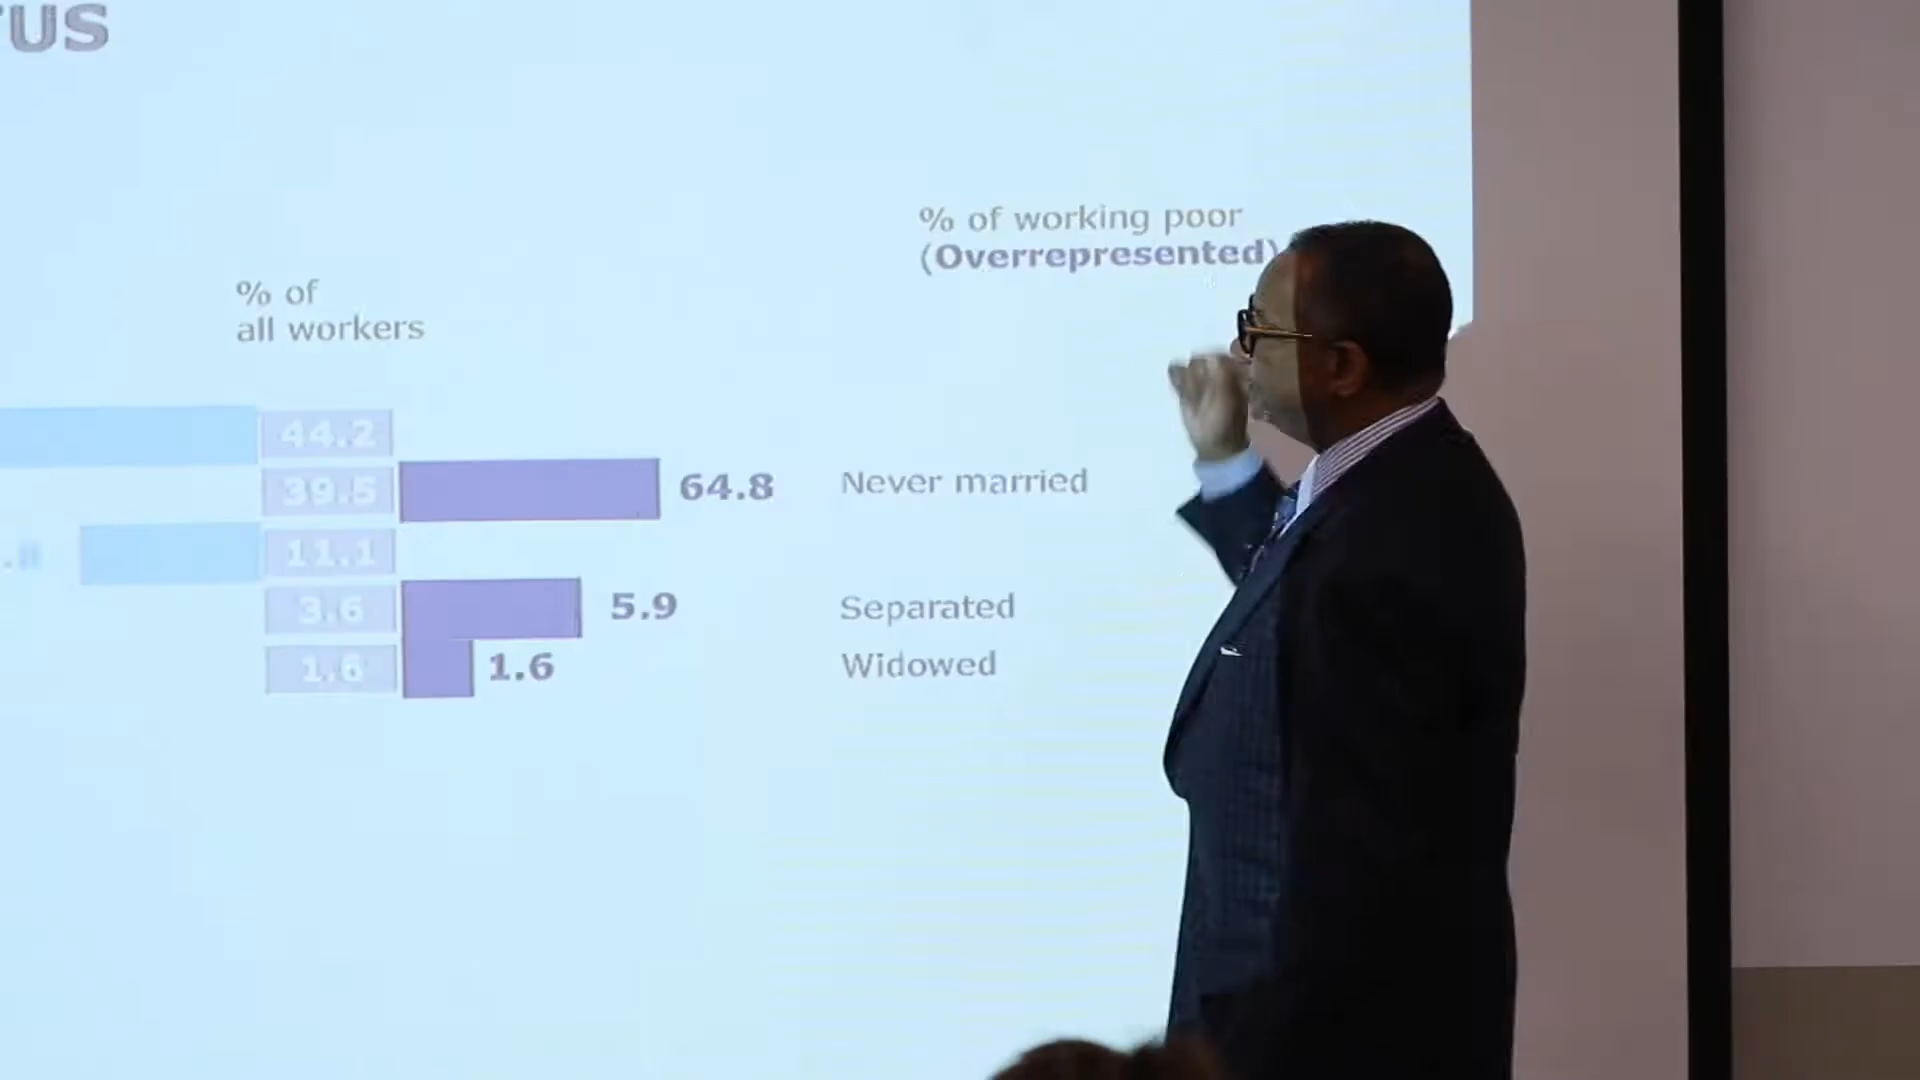 TUS
% of working poor
(Overrepresented)
% of
all workers
44.2
39.5 64.8 Never married
11.1
3.6 5.9 Separated
1.6 1.6 Widowed